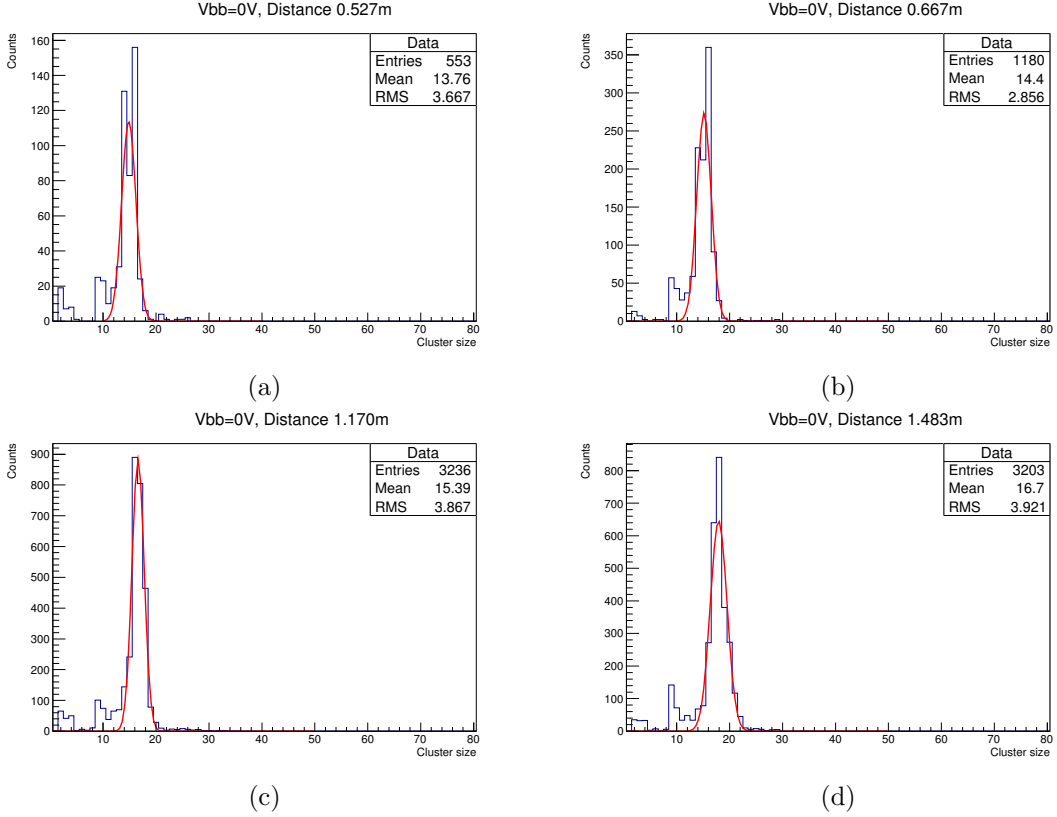 Vbb=0V, Distance 0.527m
Counts
160
140
120
100
80
60
40
20
0
Data
Entries 553
Mean 13.76
RMS 3.667
10 20 30 40 50 60 70 80
Cluster size
(a)
Vbb=0V, Distance 0.667m
Counts
350
300
250
200
150
100
50
0
Data
Entries 1180
Mean 14.4
RMS 2.856
10 20 30 40 50 60 70 80
Cluster size
(b)
Vbb=0V, Distance 1.170m
Counts
900
800
700
600
500
400
300
200
100
0
Data
Entries 3236
Mean 15.39
RMS 3.867
10 20 30 40 50 60 70 80
Cluster size
(c)
Vbb=0V, Distance 1.483m
Counts
800
700
600
500
400
300
200
100
0
Data
Entries 3203
Mean 16.7
RMS 3.921
10 20 30 40 50 60 70 80
Cluster size
(d)